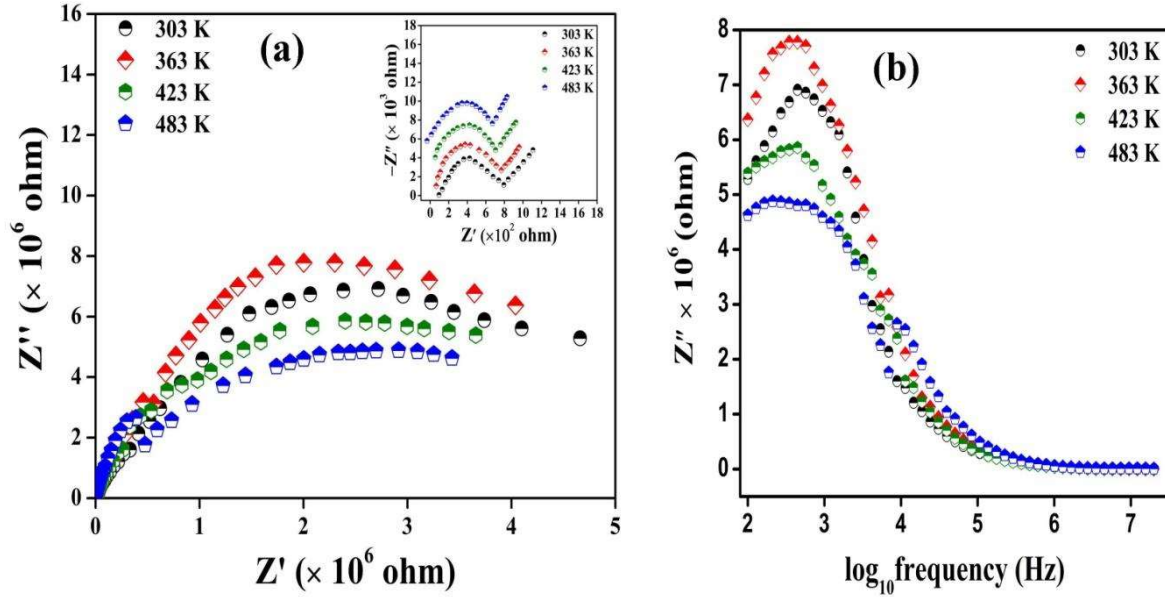 (a)
303 K
363 K
423 K
483 K
Z'' (× 10⁶ ohm)
16
14
12
10
8
6
4
2
0
0 1 2 3 4 5
Z' (× 10⁶ ohm)
303 K
363 K
423 K
483 K
−Z'' (× 10³ ohm)
18
16
14
12
10
8
6
4
2
0
0 2 4 6 8 10 12 14 16 18
Z' (×10² ohm)
(b)
303 K
363 K
423 K
483 K
Z'' × 10⁶ (ohm)
8
7
6
5
4
3
2
1
0
2 3 4 5 6 7
log₁₀frequency (Hz)